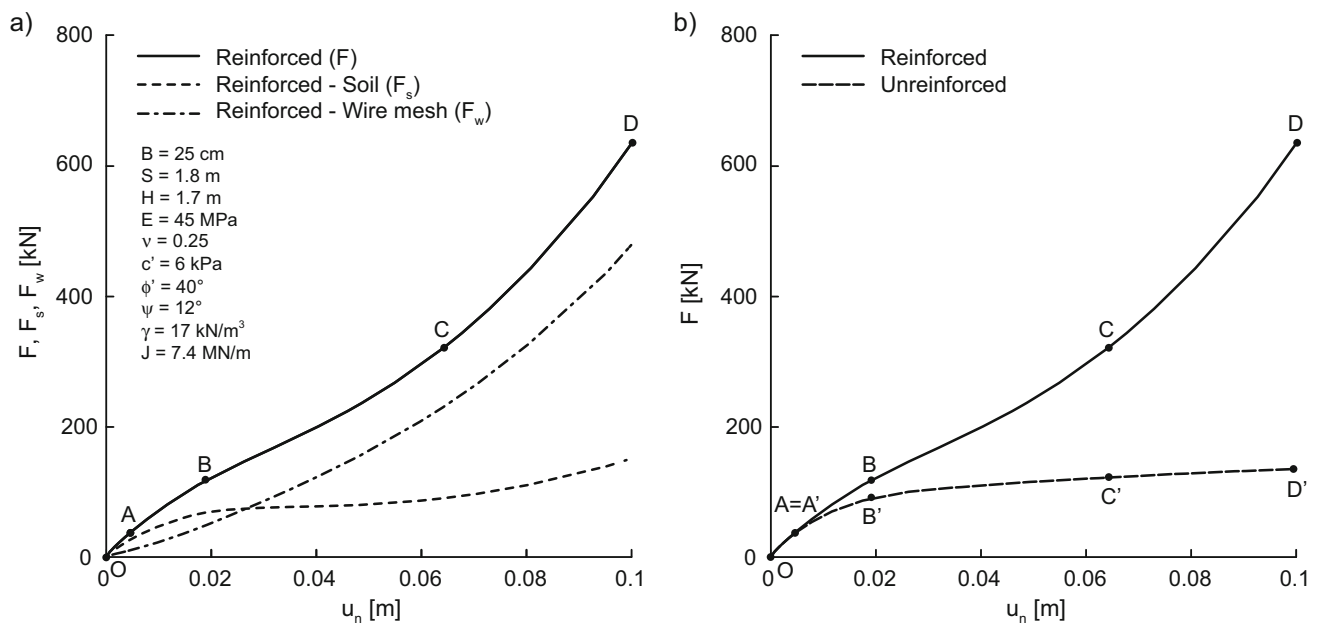 a)
800
600
400
200
0
F, Fs, Fw [kN]
Reinforced (F)
Reinforced - Soil (Fs)
Reinforced - Wire mesh (Fw)
B = 25 cm
S = 1.8 m
H = 1.7 m
E = 45 MPa
ν = 0.25
c' = 6 kPa
ϕ' = 40°
ψ = 12°
γ = 17 kN/m³
J = 7.4 MN/m
O
A
B
C
D
0 0.02 0.04 0.06 0.08 0.1
un [m]
b)
800
600
400
200
0
F [kN]
Reinforced
Unreinforced
O
A=A'
B
B'
C
C'
D
D'
0 0.02 0.04 0.06 0.08 0.1
un [m]